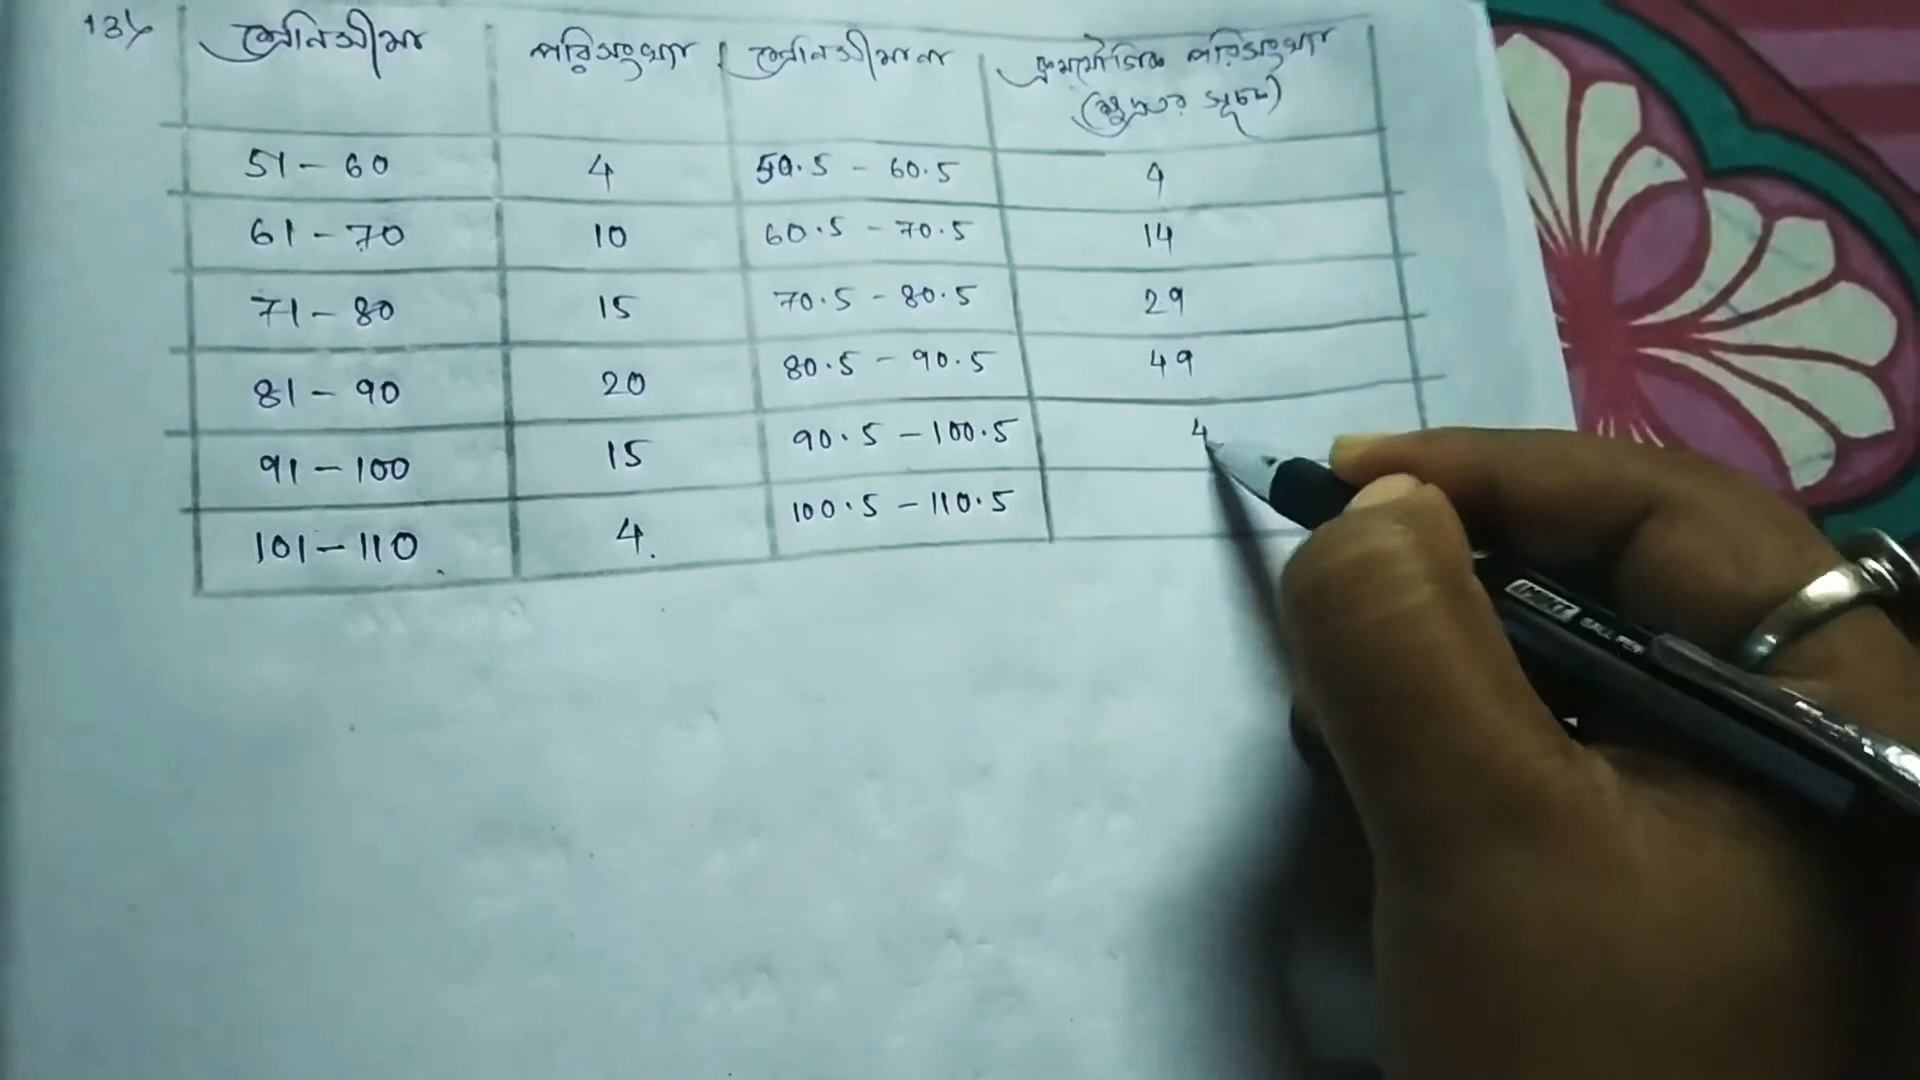 13) শ্রেনিসীমা পরিসংখ্যা শ্রেনিসীমানা ক্রমযৌগিক পরিসংখ্যা
(ক্ষুদ্রতর সূচক)
51 - 60 4 50.5 - 60.5 4
61 - 70 10 60.5 - 70.5 14
71 - 80 15 70.5 - 80.5 29
81 - 90 20 80.5 - 90.5 49
91 - 100 15 90.5 - 100.5 4
101 - 110 4. 100.5 - 110.5